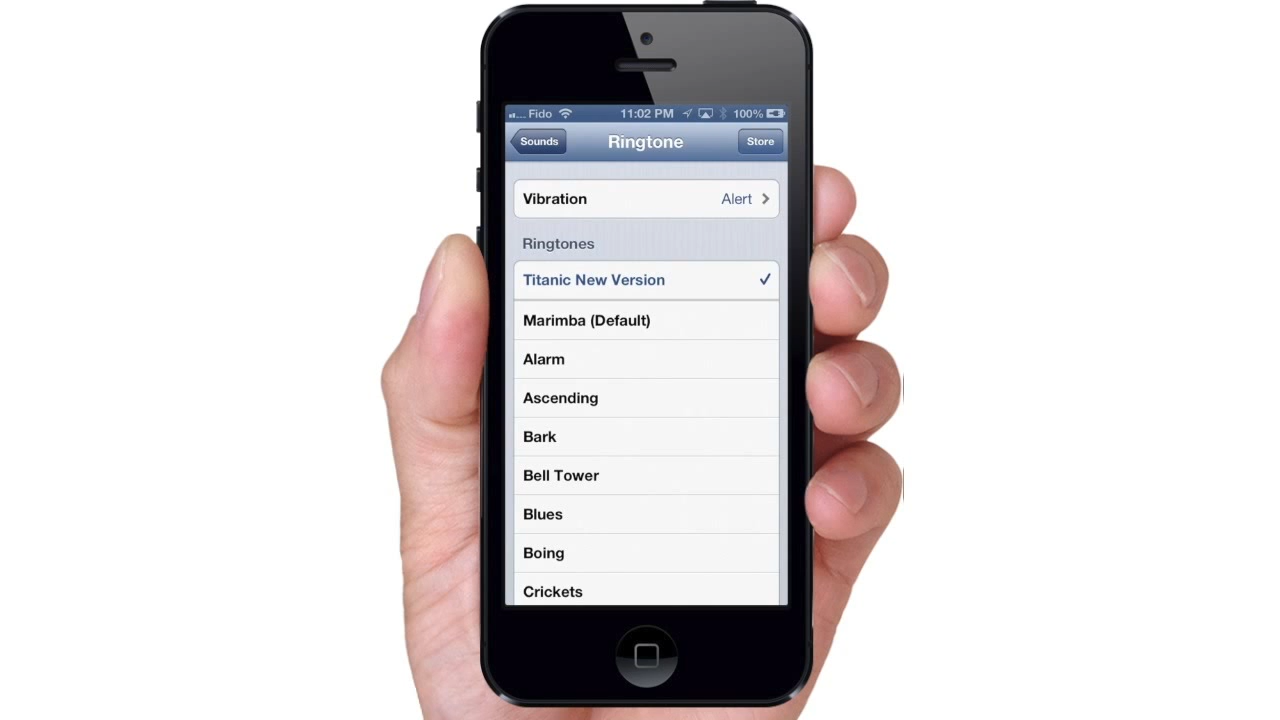 Fido 11:02 PM 100%
Sounds Ringtone Store
Vibration Alert
Ringtones
Titanic New Version
Marimba (Default)
Alarm
Ascending
Bark
Bell Tower
Blues
Boing
Crickets